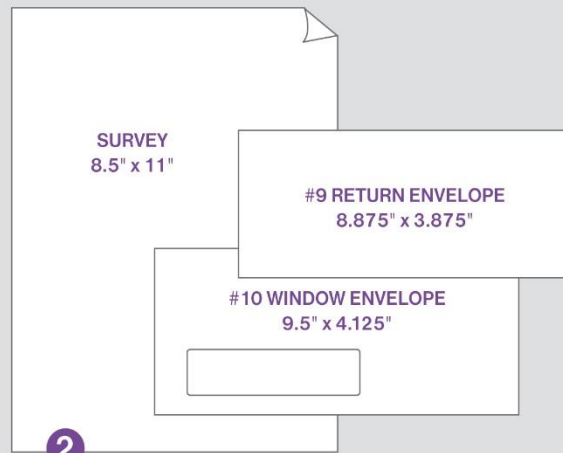 SURVEY
8.5" x 11"
#9 RETURN ENVELOPE
8.875" x 3.875"
#10 WINDOW ENVELOPE
9.5" x 4.125"
2